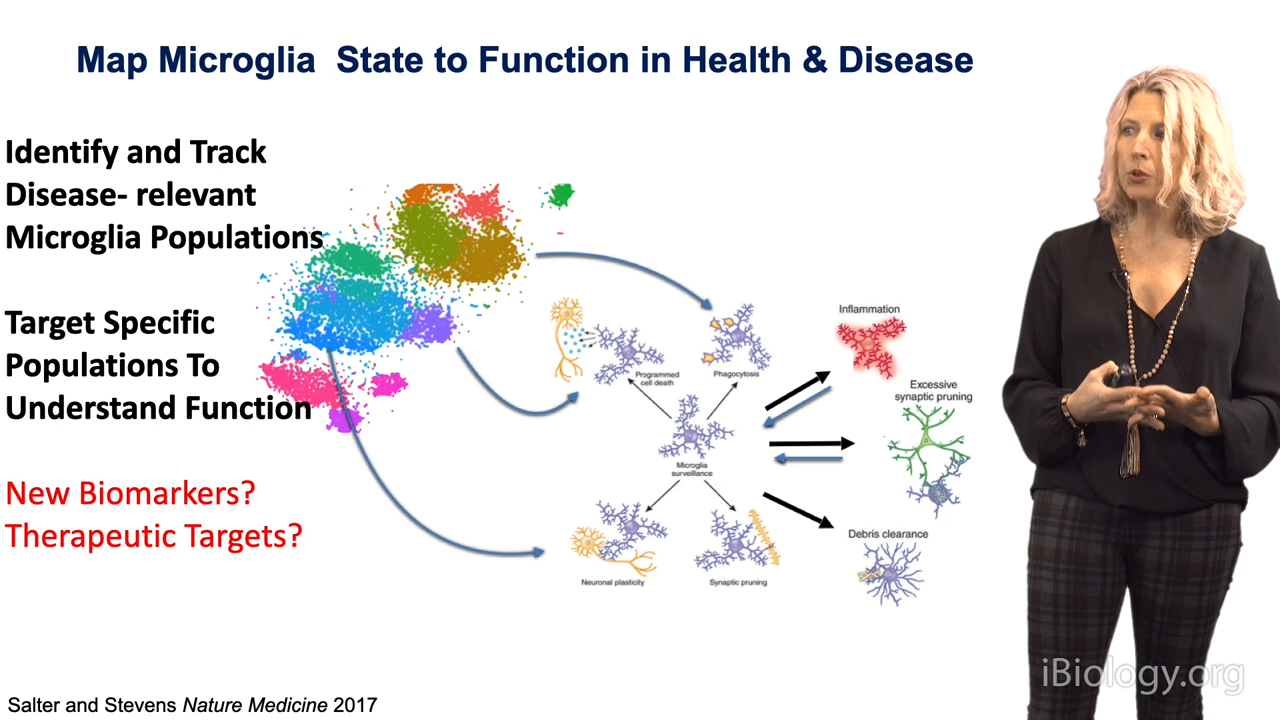 Map Microglia State to Function in Health & Disease
Identify and Track
Disease- relevant
Microglia Populations
Target Specific
Populations To
Understand Function
New Biomarkers?
Therapeutic Targets?
Programmed
cell death
Phagocytosis
Microglia
surveillance
Neuronal plasticity
Synaptic pruning
Inflammation
Excessive
synaptic pruning
Debris clearance
Salter and Stevens Nature Medicine 2017
iBiology.org